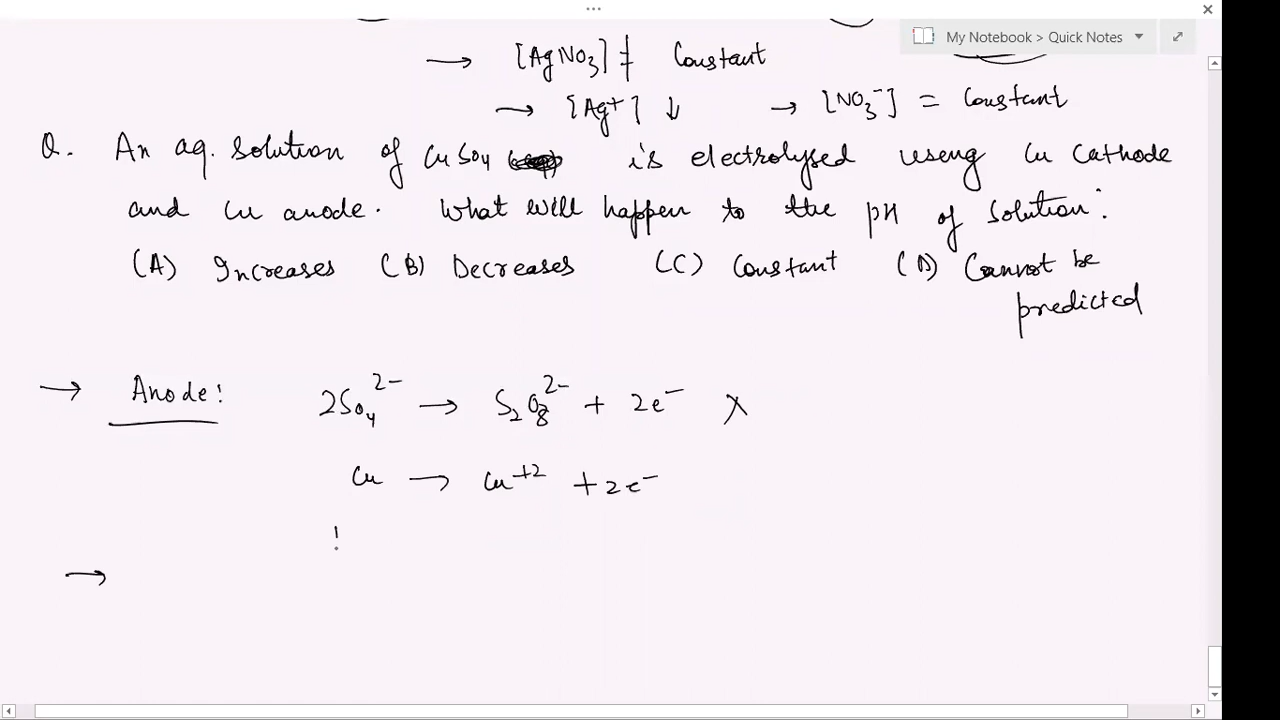 My Notebook > Quick Notes
→ [AgNO3] ≠ Constant
→ [Ag+] ↓ → [NO3-] = Constant
Q. An aq. solution of CuSO4 is electrolysed useng Cu Cathode
and Cu anode. What will happen to the pH of Solution:
(A) Increases (B) Decreases (C) Constant (D) Cannot be
predicted
→ Anode: 2SO4 2- → S2O8 2- + 2e- X
Cu → Cu+2 + 2e-
→